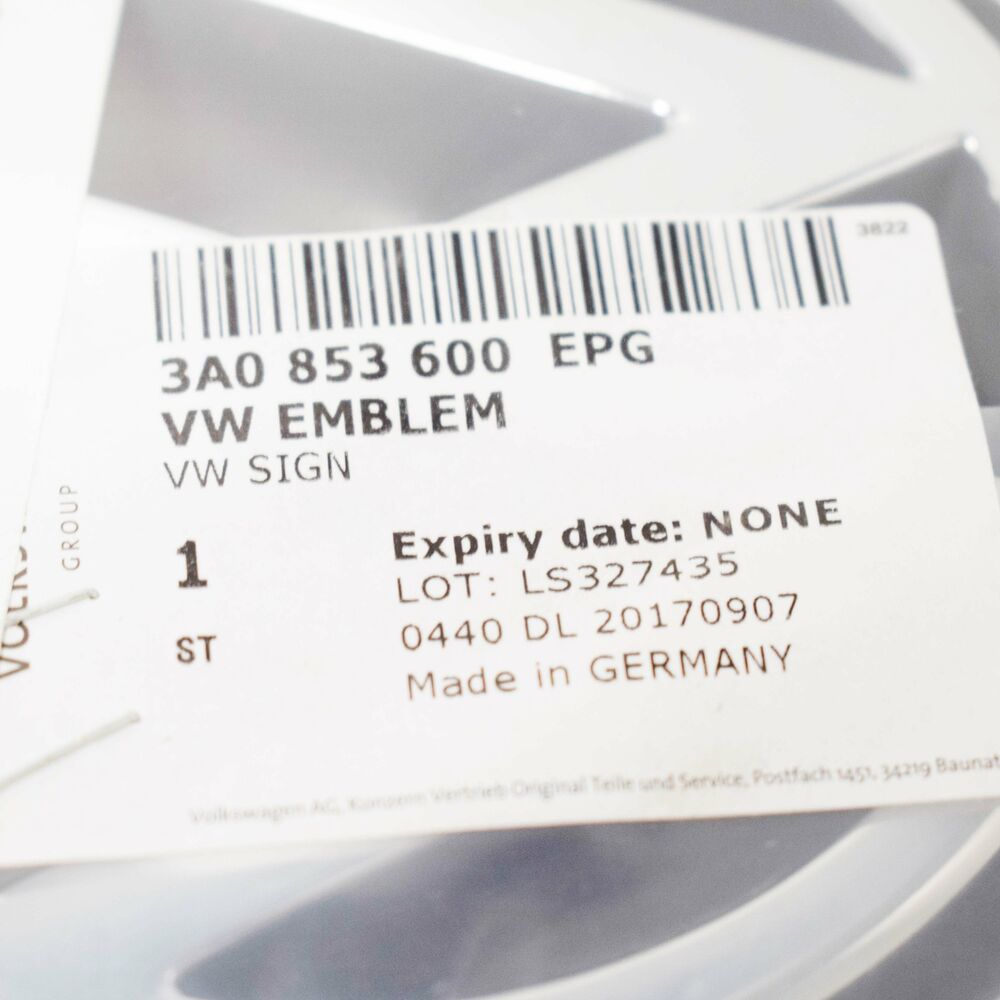 3822
3A0 853 600 EPG
VW EMBLEM
VW SIGN
GROUP
1
Expiry date: NONE
LOT: LS327435
ST
0440 DL 20170907
Made in GERMANY
Volkswagen AG, Konzern Vertrieb Original Teile und Service, Postfach 1451, 34219 Baunat